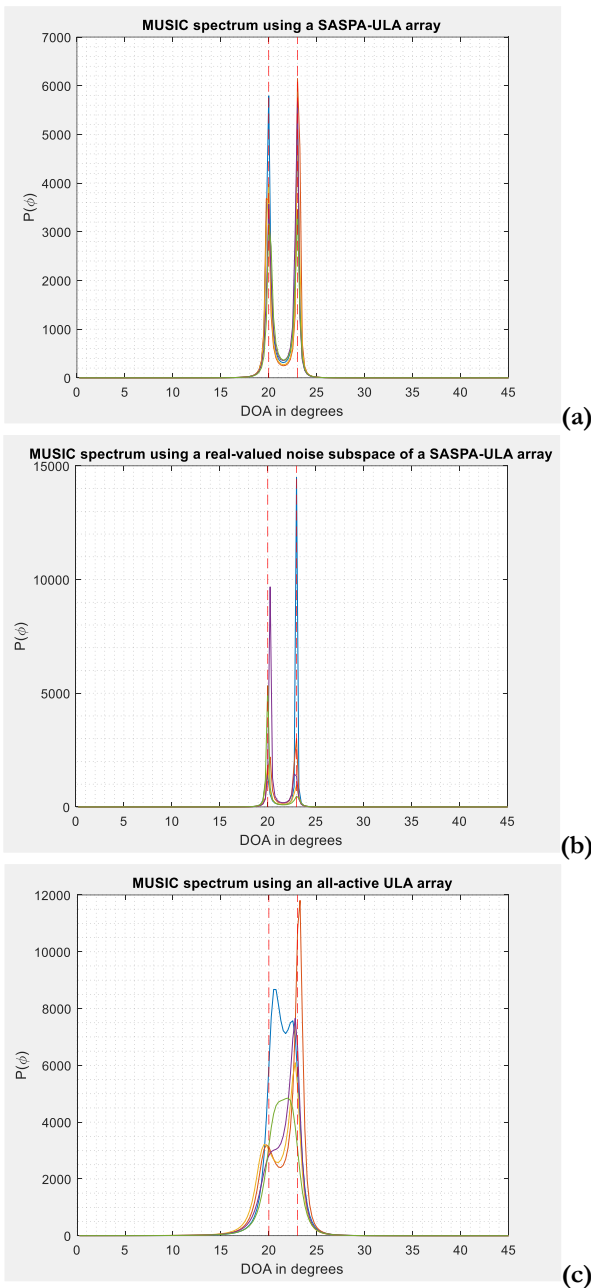 MUSIC spectrum using a SASPA-ULA array
7000
6000
5000
4000
3000
2000
1000
0
P(ϕ)
0 5 10 15 20 25 30 35 40 45
DOA in degrees
(a)
MUSIC spectrum using a real-valued noise subspace of a SASPA-ULA array
15000
10000
5000
0
P(ϕ)
0 5 10 15 20 25 30 35 40 45
DOA in degrees
(b)
MUSIC spectrum using an all-active ULA array
12000
10000
8000
6000
4000
2000
0
P(ϕ)
0 5 10 15 20 25 30 35 40 45
DOA in degrees
(c)